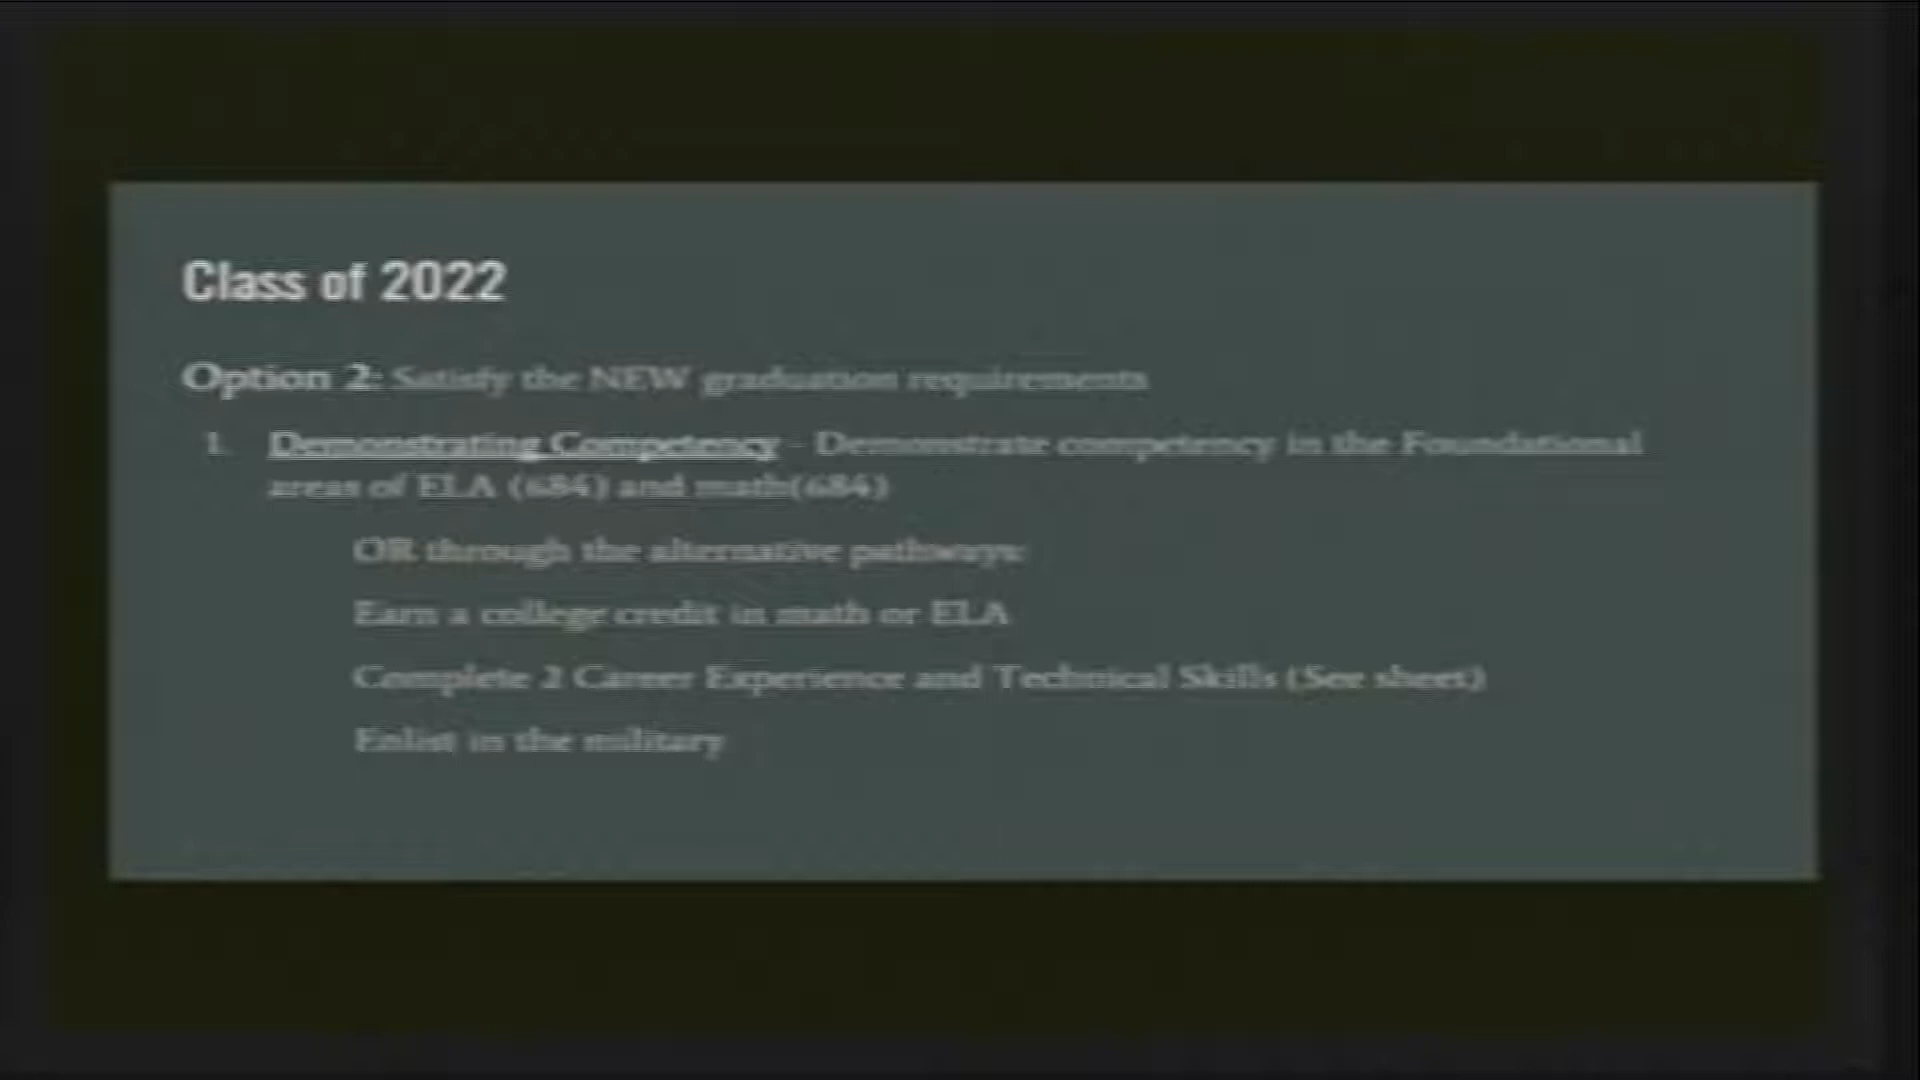 Class of 2022
Option 2: Satisfy the NEW graduation requirements
1. Demonstrating Competency - Demonstrate competency in the Foundational
areas of ELA (684) and math(684)
OR through the alternative pathways:
Earn a college credit in math or ELA
Complete 2 Career Experience and Technical Skills (See sheet)
Enlist in the military